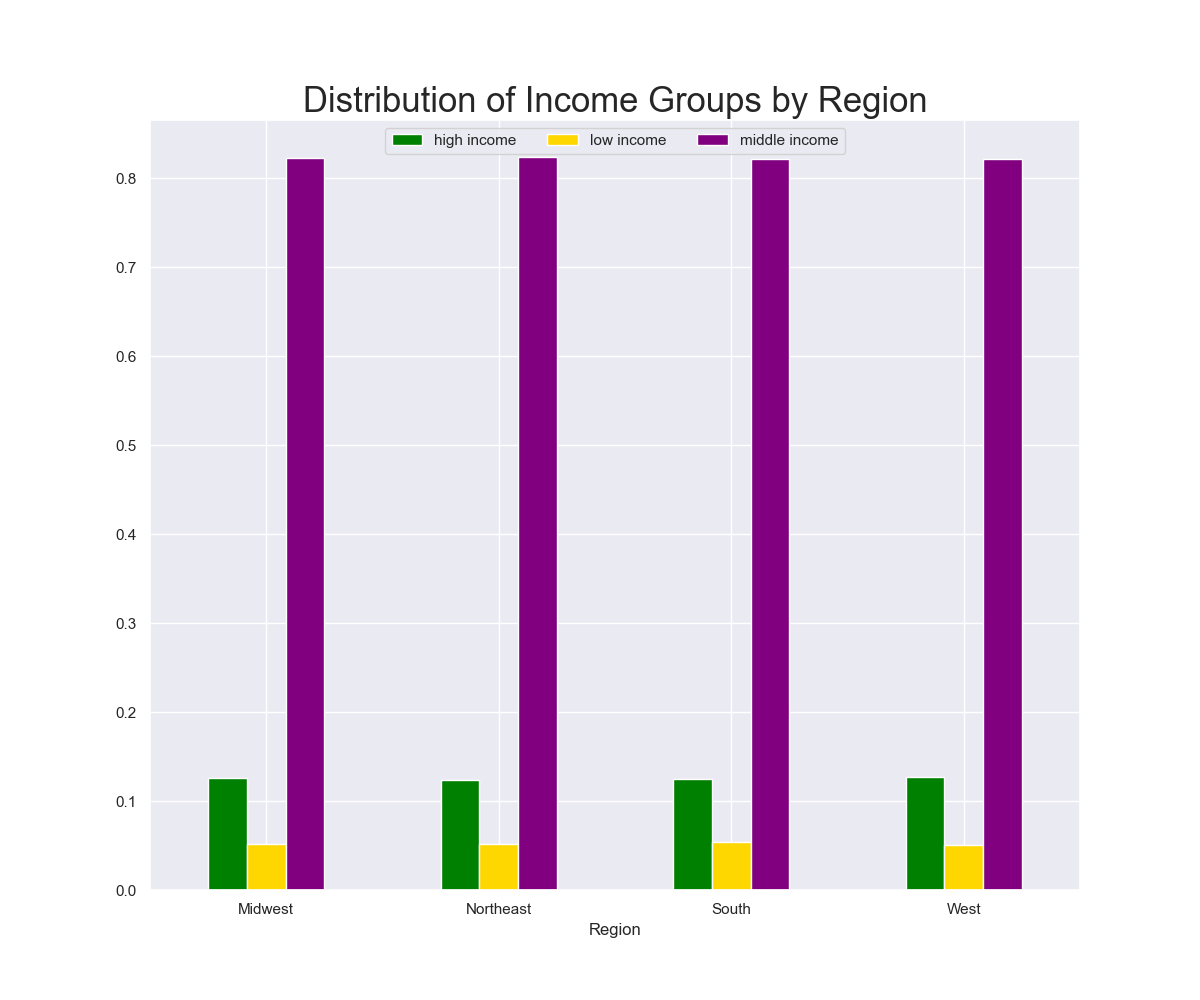 Distribution of Income Groups by Region
high income low income middle income
0.8
0.7
0.6
0.5
0.4
0.3
0.2
0.1
0.0
Midwest Northeast South West
Region